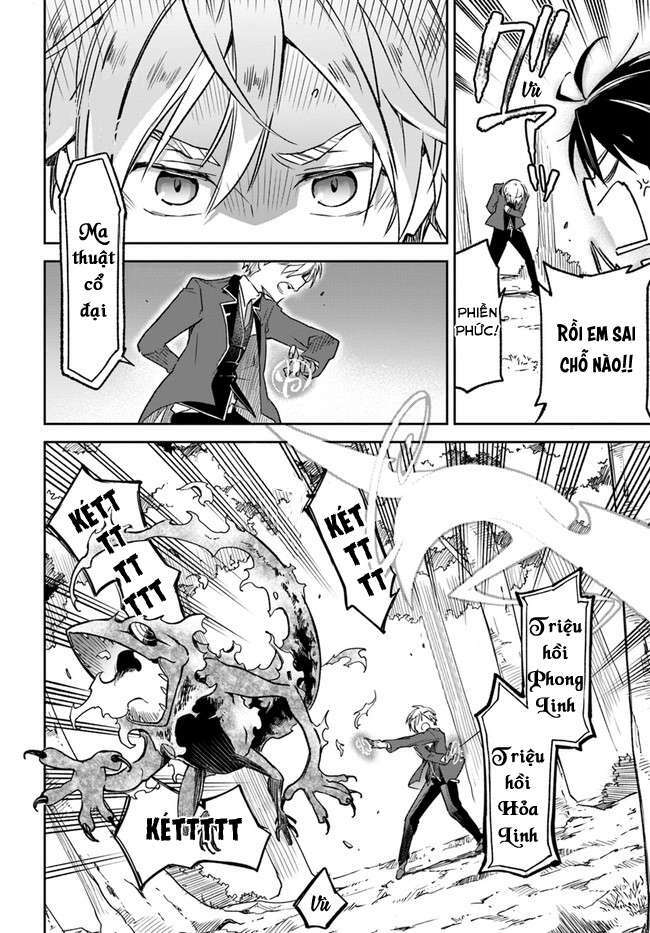 Vù
RỒI EM SAI
CHỖ NÀO!!
PHIỀN
PHỨC!
Ma
thuật cổ
đại
Triệu
hồi
Phong
Linh
Triệu
hồi
Hỏa
Linh
KÉTT
TT
TT
KÉTT
TT
TT
TTT
KÉTTTTT
Vù